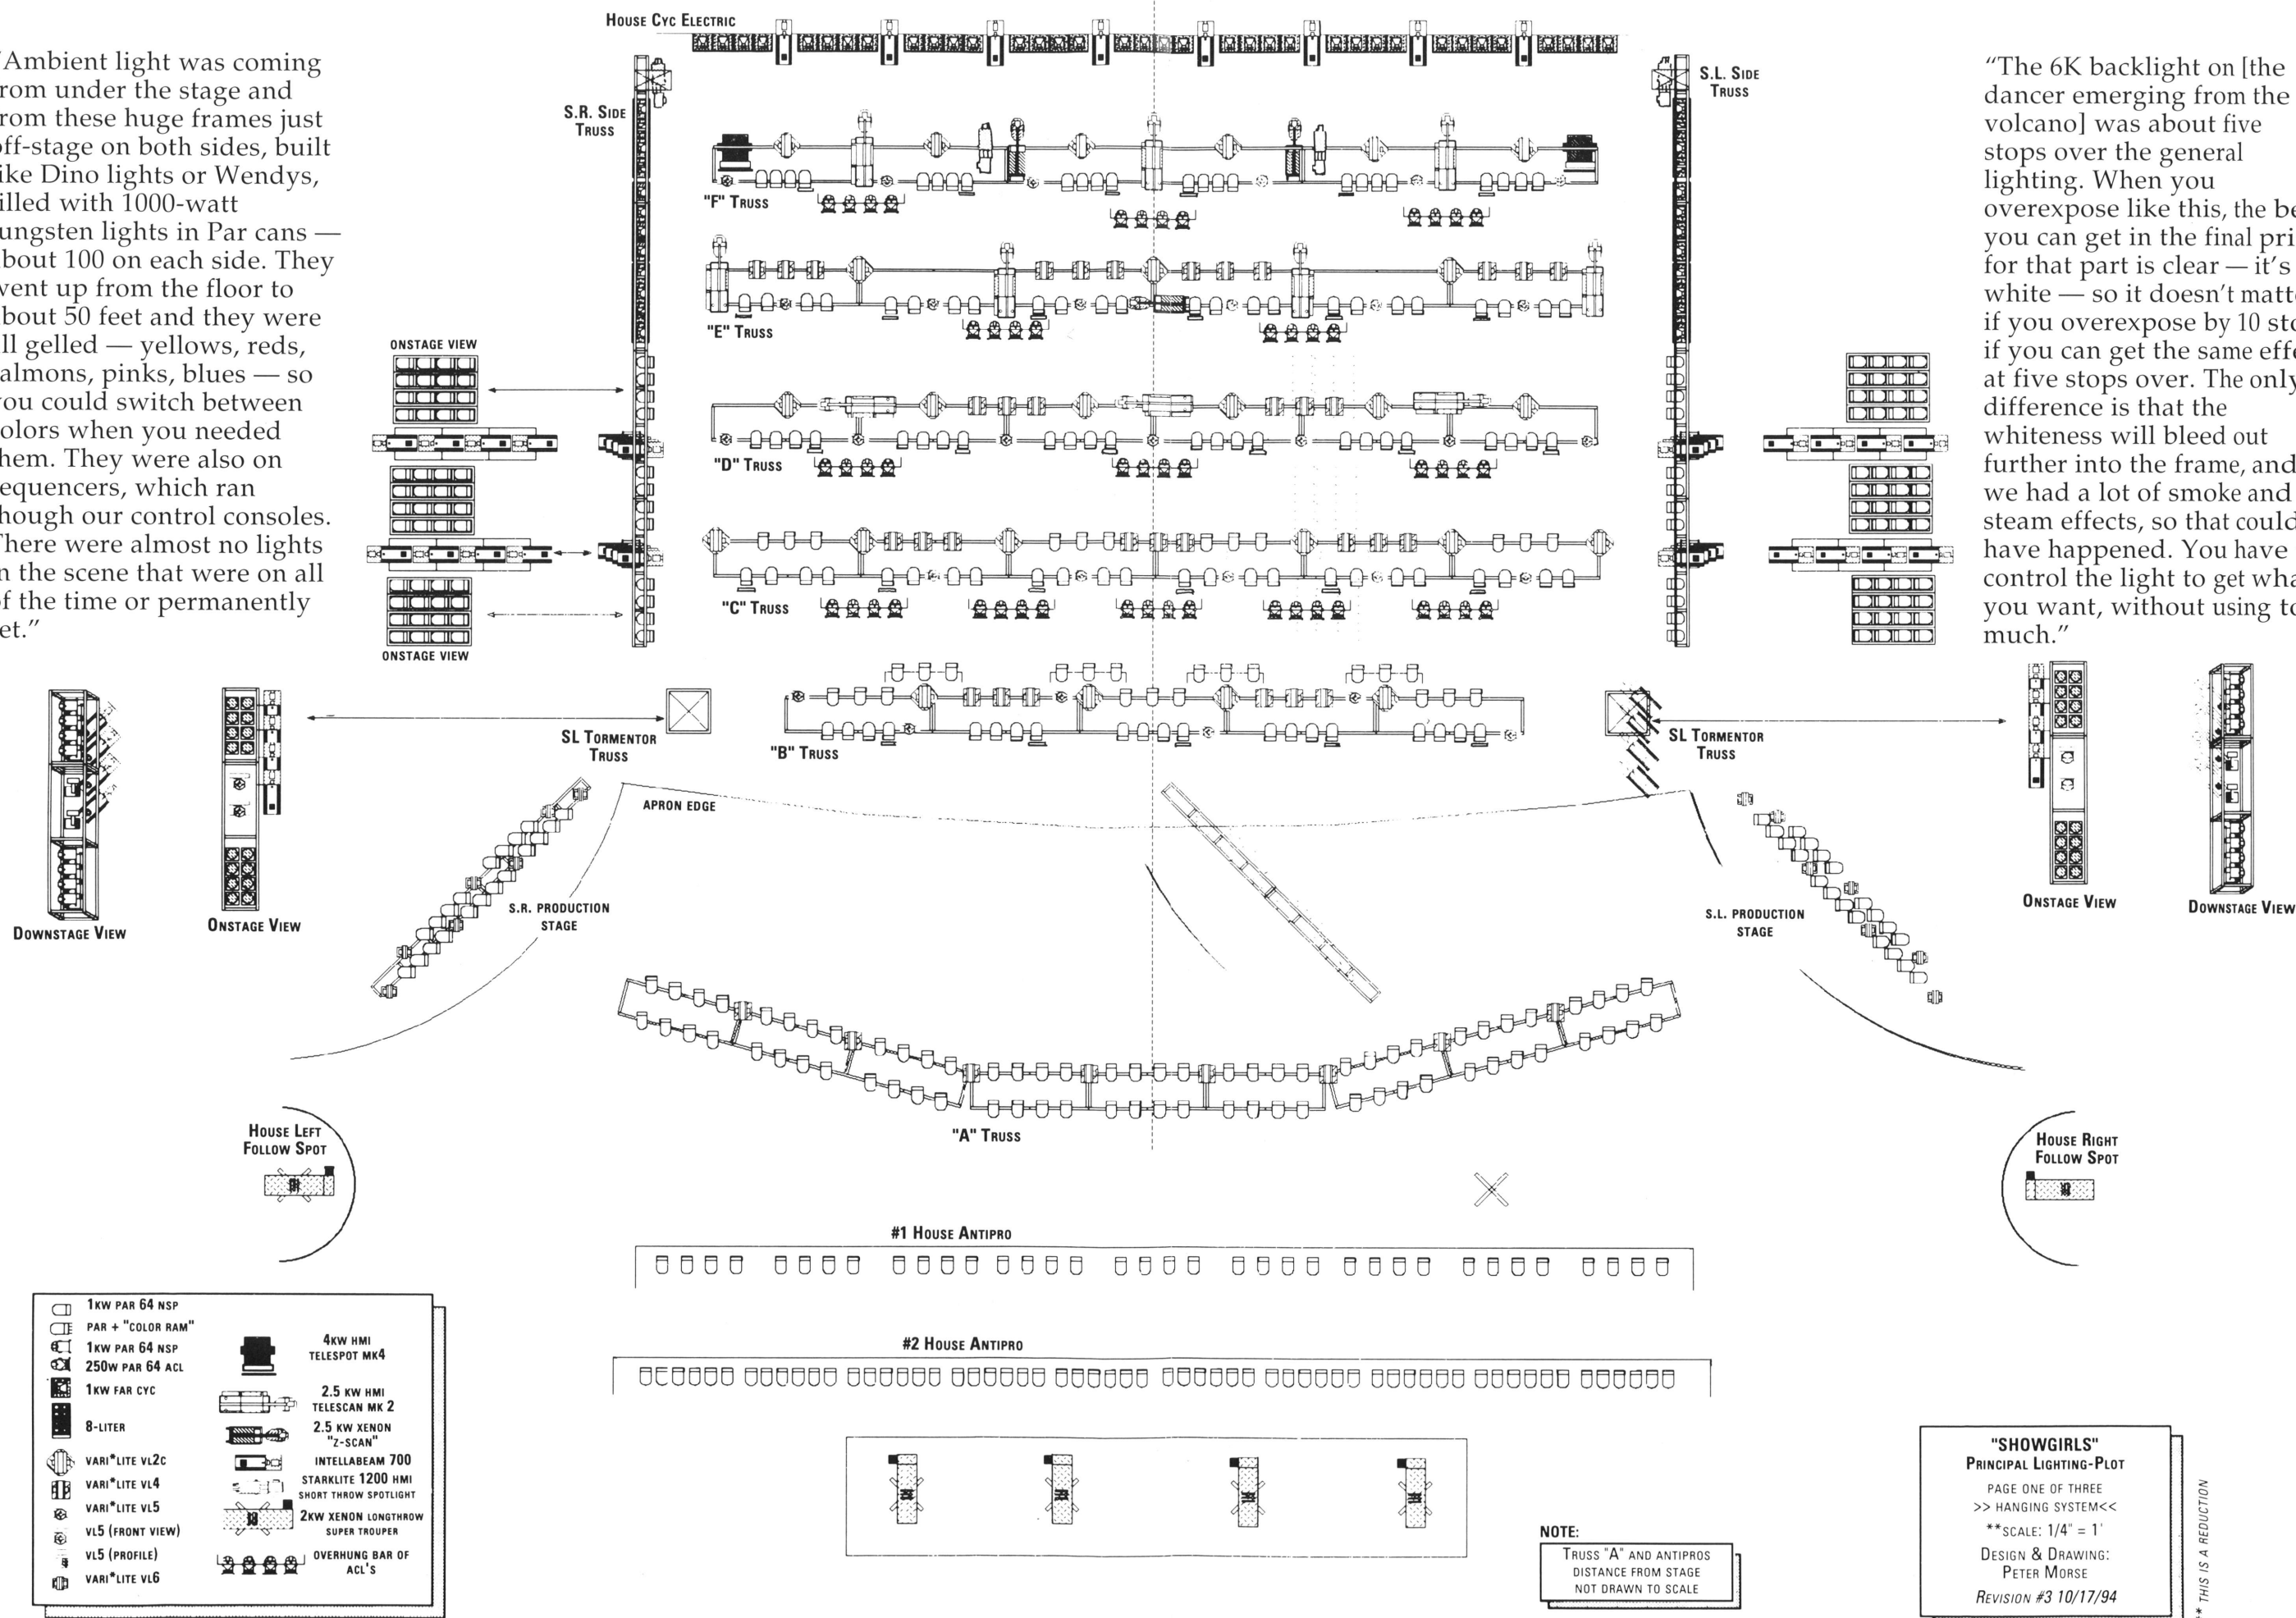 "Ambient light was coming
from under the stage and
from these huge frames just
off-stage on both sides, built
like Dino lights or Wendys,
filled with 1000-watt
tungsten lights in Par cans —
about 100 on each side. They
went up from the floor to
about 50 feet and they were
all gelled — yellows, reds,
salmons, pinks, blues — so
you could switch between
colors when you needed
them. They were also on
sequencers, which ran
though our control consoles.
There were almost no lights
in the scene that were on all
of the time or permanently
set."
HOUSE CYC ELECTRIC
S.R. SIDE
TRUSS
S.L. SIDE
TRUSS
"F" TRUSS
"E" TRUSS
"D" TRUSS
"C" TRUSS
"B" TRUSS
ONSTAGE VIEW
ONSTAGE VIEW
"The 6K backlight on [the
dancer emerging from the
volcano] was about five
stops over the general
lighting. When you
overexpose like this, the be
you can get in the final pri
for that part is clear — it's
white — so it doesn't matt
if you overexpose by 10 sto
if you can get the same effe
at five stops over. The only
difference is that the
whiteness will bleed out
further into the frame, and
we had a lot of smoke and
steam effects, so that could
have happened. You have
control the light to get wha
you want, without using to
much."
SL TORMENTOR
TRUSS
SL TORMENTOR
TRUSS
APRON EDGE
DOWNSTAGE VIEW
ONSTAGE VIEW
S.R. PRODUCTION
STAGE
S.L. PRODUCTION
STAGE
ONSTAGE VIEW
DOWNSTAGE VIEW
"A" TRUSS
HOUSE LEFT
FOLLOW SPOT
HOUSE RIGHT
FOLLOW SPOT
#1 HOUSE ANTIPRO
#2 HOUSE ANTIPRO
1KW PAR 64 NSP
PAR + "COLOR RAM"
1KW PAR 64 NSP
250W PAR 64 ACL
1KW FAR CYC
8-LITER
VARI*LITE VL2C
VARI*LITE VL4
VARI*LITE VL5
VL5 (FRONT VIEW)
VL5 (PROFILE)
VARI*LITE VL6
4KW HMI
TELESPOT MK4
2.5 KW HMI
TELESCAN MK 2
2.5 KW XENON
"Z-SCAN"
INTELLABEAM 700
STARKLITE 1200 HMI
SHORT THROW SPOTLIGHT
2KW XENON LONGTHROW
SUPER TROUPER
OVERHUNG BAR OF
ACL'S
NOTE:
TRUSS "A" AND ANTIPROS
DISTANCE FROM STAGE
NOT DRAWN TO SCALE
"SHOWGIRLS"
PRINCIPAL LIGHTING-PLOT
PAGE ONE OF THREE
>> HANGING SYSTEM<<
**SCALE: 1/4" = 1'
DESIGN & DRAWING:
PETER MORSE
REVISION #3 10/17/94
** THIS IS A REDUCTION